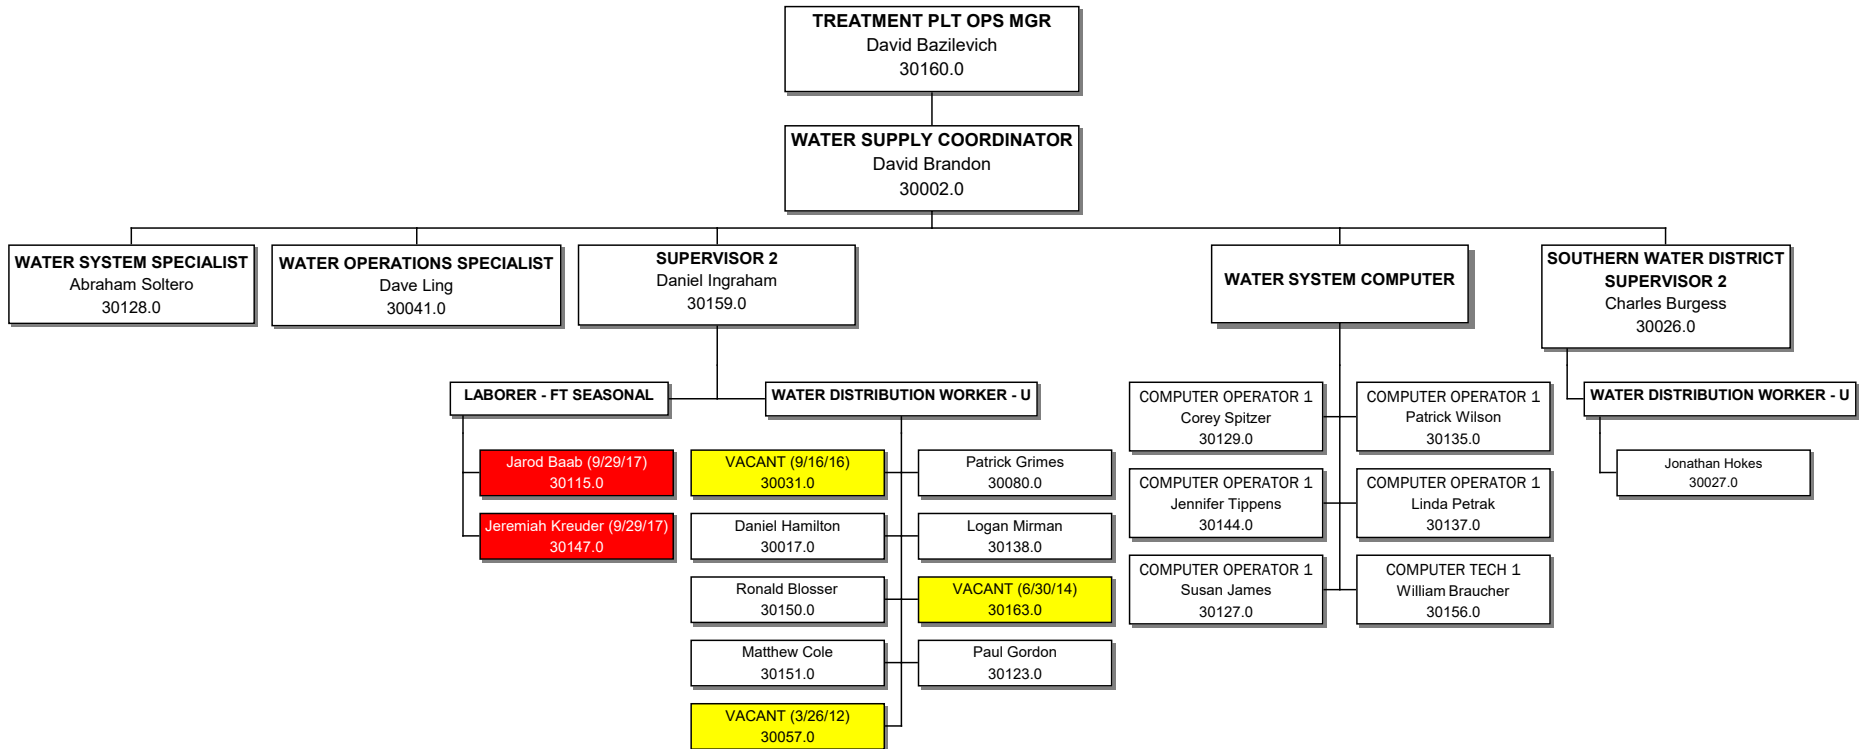 TREATMENT PLT OPS MGR
David Bazilevich
30160.0
WATER SUPPLY COORDINATOR
David Brandon
30002.0
WATER SYSTEM SPECIALIST
Abraham Soltero
30128.0
WATER OPERATIONS SPECIALIST
Dave Ling
30041.0
SUPERVISOR 2
Daniel Ingraham
30159.0
WATER SYSTEM COMPUTER
SOUTHERN WATER DISTRICT
SUPERVISOR 2
Charles Burgess
30026.0
LABORER - FT SEASONAL
Jarod Baab (9/29/17)
30115.0
Jeremiah Kreuder (9/29/17)
30147.0
WATER DISTRIBUTION WORKER - U
VACANT (9/16/16)
30031.0
Patrick Grimes
30080.0
Daniel Hamilton
30017.0
Logan Mirman
30138.0
Ronald Blosser
30150.0
VACANT (6/30/14)
30163.0
Matthew Cole
30151.0
Paul Gordon
30123.0
VACANT (3/26/12)
30057.0
COMPUTER OPERATOR 1
Corey Spitzer
30129.0
COMPUTER OPERATOR 1
Patrick Wilson
30135.0
COMPUTER OPERATOR 1
Jennifer Tippens
30144.0
COMPUTER OPERATOR 1
Linda Petrak
30137.0
COMPUTER OPERATOR 1
Susan James
30127.0
COMPUTER TECH 1
William Braucher
30156.0
WATER DISTRIBUTION WORKER - U
Jonathan Hokes
30027.0